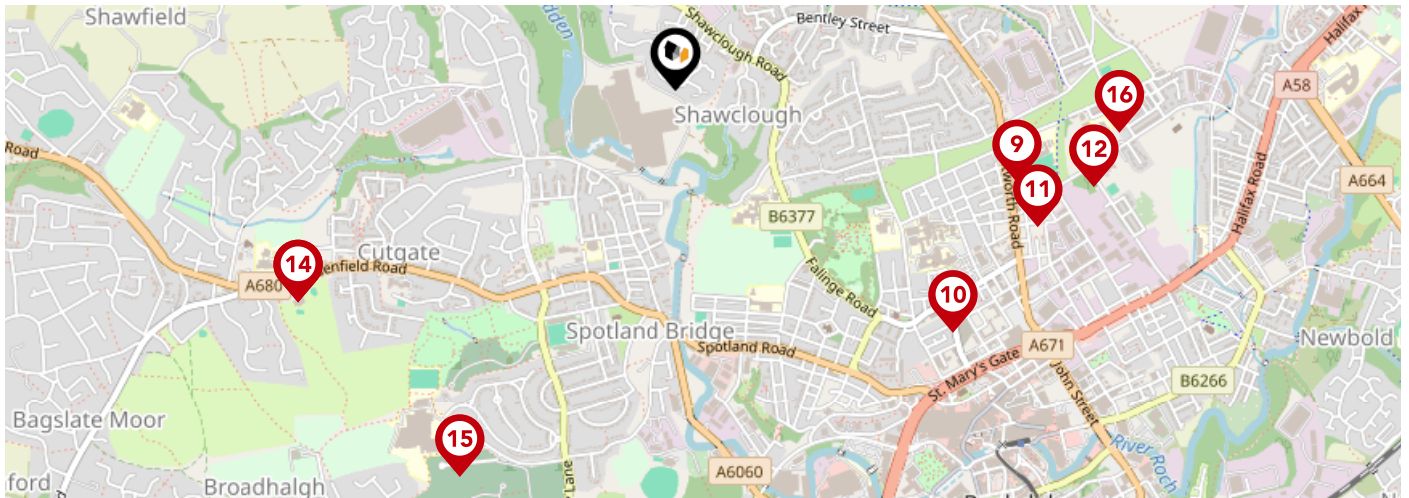 Shawfield
Bentley Street
Shawclough Road
Halifax Road
A58
Shawclough
16
9
12
Road
11
A664
B6377
Halifax Road
Cutgate
14
A680
Falinge Road
10
Spotland Bridge
A671
Newbold
Spotland Road
St. Mary's Gate
B6266
John Street
Bagslate Moor
15
River Roch
A6060
Lane
Broadhalgh